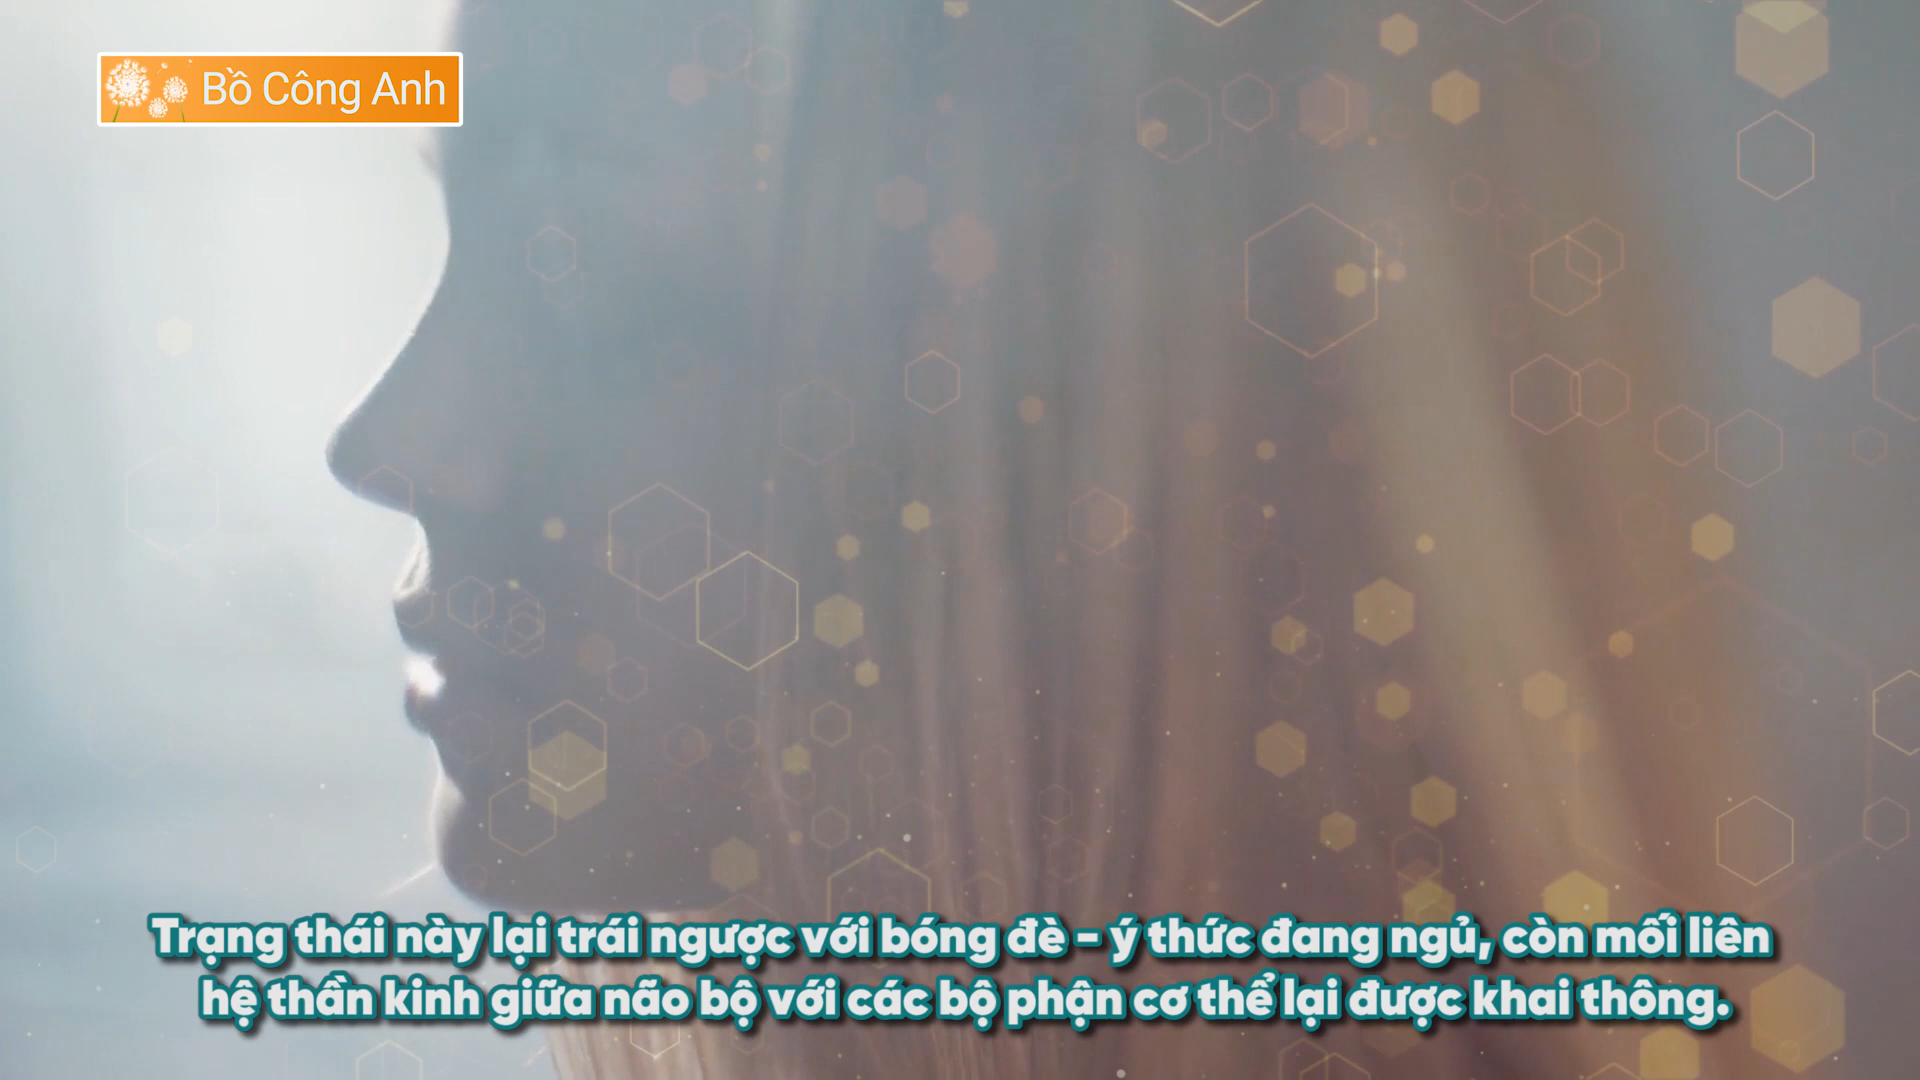 Bồ Công Anh
Trạng thái này lại trái ngược với bóng đè - ý thức đang ngủ, còn mối liên
hệ thần kinh giữa não bộ với các bộ phận cơ thể lại được khai thông.